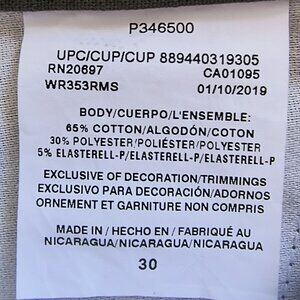 P346500
UPC/CUP/CUP 889440319305
RN20697 CA01095
WR353RMS 01/10/2019
BODY/CUERPO/L'ENSEMBLE:
65% COTTON/ALGODÓN/COTON
30% POLYESTER/POLIÉSTER/POLYESTER
5% ELASTERELL-P/ELASTERELL-P/ELASTERELL-P
EXCLUSIVE OF DECORATION/TRIMMINGS
EXCLUSIVO PARA DECORACIÓN/ADORNOS
ORNEMENT ET GARNITURE NON COMPRIS
MADE IN / HECHO EN / FABRIQUÉ AU
NICARAGUA/NICARAGUA/NICARAGUA
30